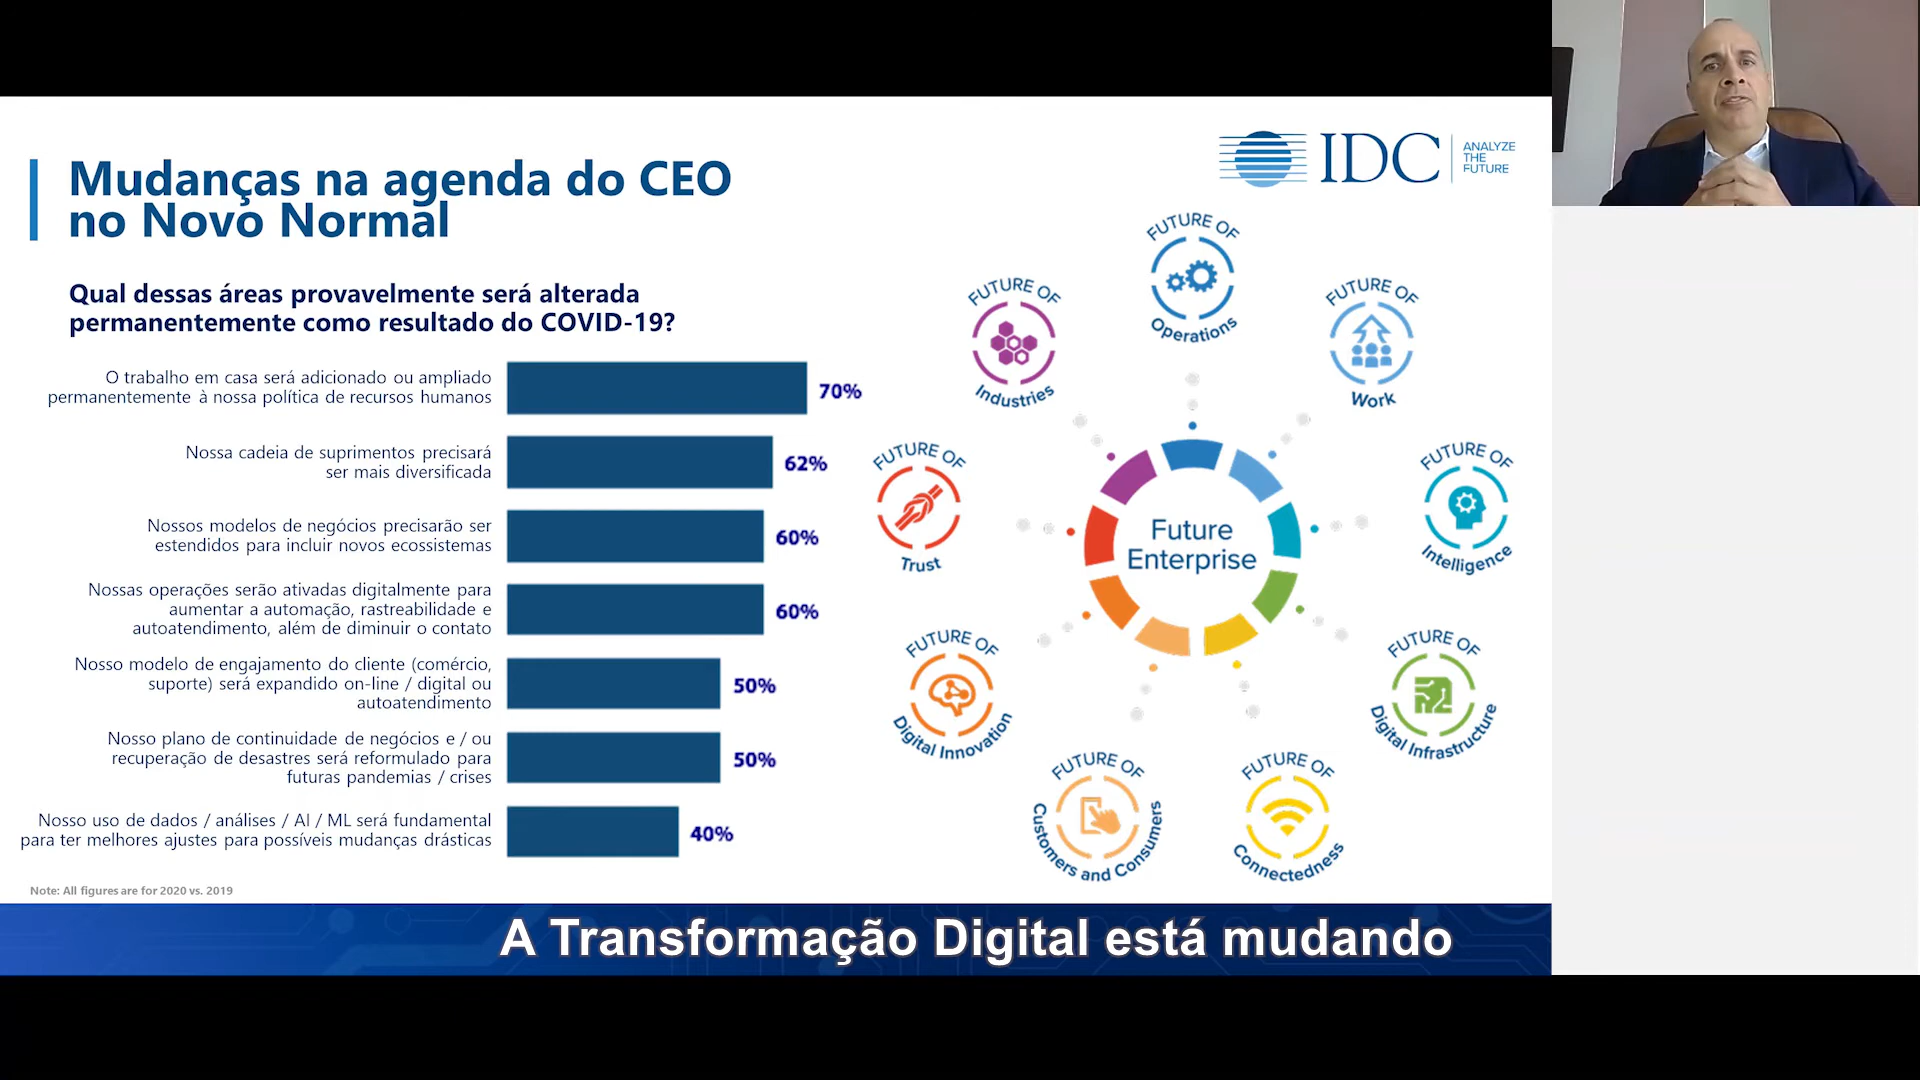 Mudanças na agenda do CEO
no Novo Normal
IDC
ANALYZE
THE
FUTURE
Qual dessas áreas provavelmente será alterada
permanentemente como resultado do COVID-19?
O trabalho em casa será adicionado ou ampliado
permanentemente à nossa política de recursos humanos
70%
Nossa cadeia de suprimentos precisará
ser mais diversificada
62%
Nossos modelos de negócios precisarão ser
estendidos para incluir novos ecossistemas
60%
Nossas operações serão ativadas digitalmente para
aumentar a automação, rastreabilidade e
autoatendimento, além de diminuir o contato
60%
Nosso modelo de engajamento do cliente (comércio,
suporte) será expandido on-line / digital ou
autoatendimento
50%
Nosso plano de continuidade de negócios e / ou
recuperação de desastres será reformulado para
futuras pandemias / crises
50%
Nosso uso de dados / análises / AI / ML será fundamental
para ter melhores ajustes para possíveis mudanças drásticas
40%
Note: All figures are for 2020 vs. 2019
FUTURE OF
Operations
FUTURE OF
Work
FUTURE OF
Intelligence
FUTURE OF
Digital Infrastructure
FUTURE OF
Connectedness
FUTURE OF
Customers and Consumers
FUTURE OF
Digital Innovation
FUTURE OF
Trust
FUTURE OF
Industries
Future
Enterprise
A Transformação Digital está mudando